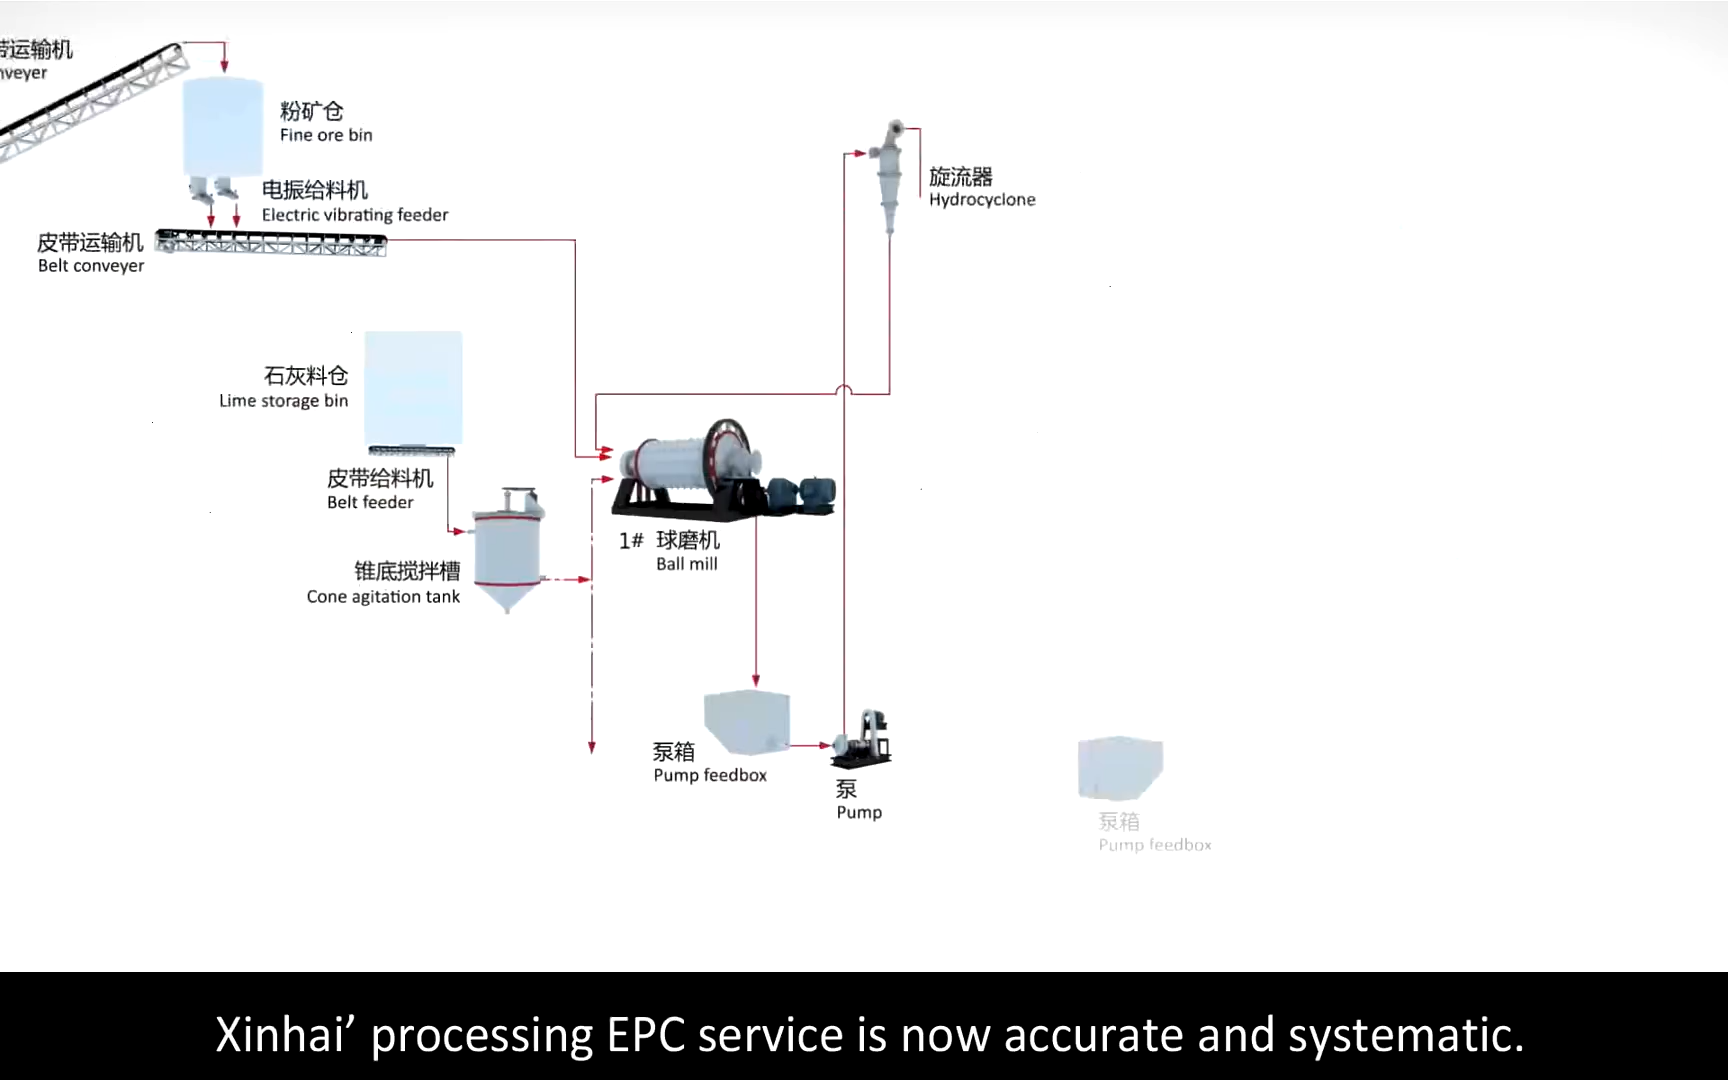 带运输机
nveyer
粉矿仓
Fine ore bin
电振给料机
Electric vibrating feeder
皮带运输机
Belt conveyer
旋流器
Hydrocyclone
石灰料仓
Lime storage bin
皮带给料机
Belt feeder
锥底搅拌槽
Cone agitation tank
1# 球磨机
Ball mill
泵箱
Pump feedbox
泵
Pump
泵箱
Pump feedbox
Xinhai’ processing EPC service is now accurate and systematic.